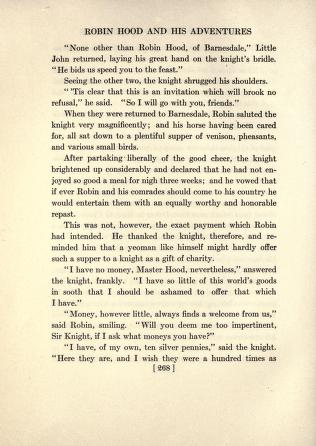 ROBIN HOOD AND HIS ADVENTURES
"None other than Robin Hood, of Barnesdale," Little
John returned, laying his great hand on the knight's bridle.
"He bids us speed you to the feast."
Seeing the other two, the knight shrugged his shoulders.
"'Tis clear that this is an invitation which will brook no
refusal," he said. "So I will go with you, friends."
When they were returned to Barnesdale, Robin saluted the
knight very magnificently; and his horse having been cared
for, all sat down to a plentiful supper of venison, pheasants,
and various small birds.
After partaking liberally of the good cheer, the knight
brightened up considerably and declared that he had not en-
joyed so good a meal for nigh three weeks; and he vowed that
if ever Robin and his comrades should come to his country he
would entertain them with an equally worthy and honorable
repast.
This was not, however, the exact payment which Robin
had intended. He thanked the knight, therefore, and re-
minded him that a yeoman like himself might hardly offer
such a supper to a knight as a gift of charity.
"I have no money, Master Hood, nevertheless," answered
the knight, frankly. "I have so little of this world's goods
in sooth that I should be ashamed to offer that which
I have."
"Money, however little, always finds a welcome from us,"
said Robin, smiling. "Will you deem me too impertinent,
Sir Knight, if I ask what moneys you have?"
"I have, of my own, ten silver pennies," said the knight.
"Here they are, and I wish they were a hundred times as
[ 268 ]